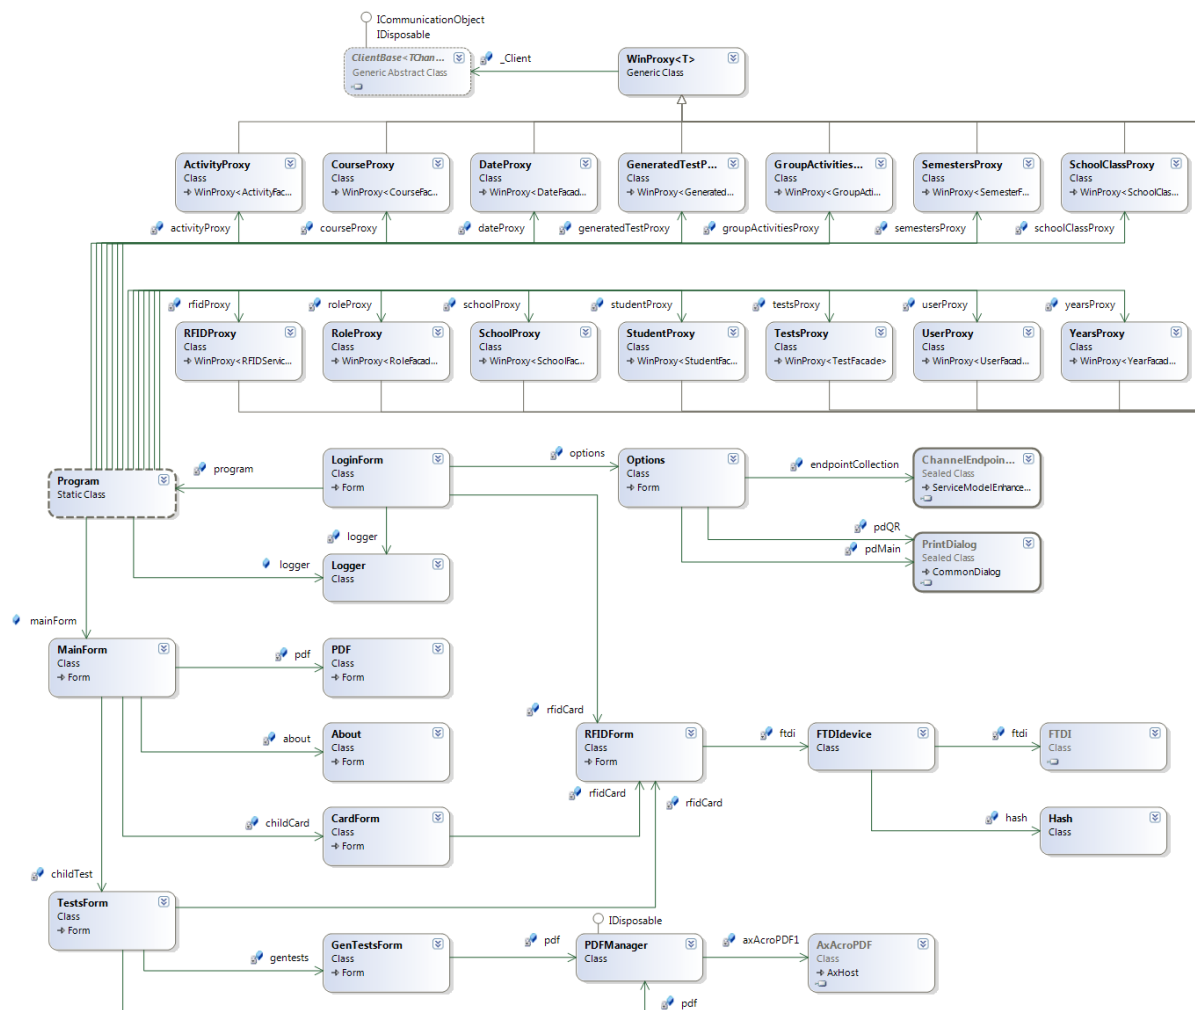 ICommunicationObject
IDisposable
ClientBase<TChan...
Generic Abstract Class
_Client
WinProxy<T>
Generic Class
ActivityProxy
Class
WinProxy<ActivityFac...
CourseProxy
Class
WinProxy<CourseFac...
DateProxy
Class
WinProxy<DateFacad...
GeneratedTestP...
Class
WinProxy<Generated...
GroupActivities...
Class
WinProxy<GroupActi...
SemestersProxy
Class
WinProxy<SemesterF...
SchoolClassProxy
Class
WinProxy<SchoolClas...
activityProxy
courseProxy
dateProxy
generatedTestProxy
groupActivitiesProxy
semestersProxy
schoolClassProxy
rfidProxy
roleProxy
schoolProxy
studentProxy
testsProxy
userProxy
yearsProxy
RFIDProxy
Class
WinProxy<RFIDServic...
RoleProxy
Class
WinProxy<RoleFacad...
SchoolProxy
Class
WinProxy<SchoolFac...
StudentProxy
Class
WinProxy<StudentFac...
TestsProxy
Class
WinProxy<TestFacade>
UserProxy
Class
WinProxy<UserFacad...
YearsProxy
Class
WinProxy<YearFacad...
Program
Static Class
program
LoginForm
Class
Form
options
Options
Class
Form
endpointCollection
ChannelEndpoin...
Sealed Class
ServiceModelEnhance...
pdQR
pdMain
PrintDialog
Sealed Class
CommonDialog
logger
logger
Logger
Class
mainForm
MainForm
Class
Form
pdf
PDF
Class
Form
about
About
Class
Form
rfidCard
RFIDForm
Class
Form
ftdi
FTDIdevice
Class
ftdi
FTDI
Class
rfidCard
rfidCard
childCard
CardForm
Class
Form
hash
Hash
Class
childTest
TestsForm
Class
Form
gentests
GenTestsForm
Class
Form
pdf
IDisposable
PDFManager
Class
axAcroPDF1
AxAcroPDF
Class
AxHost
pdf